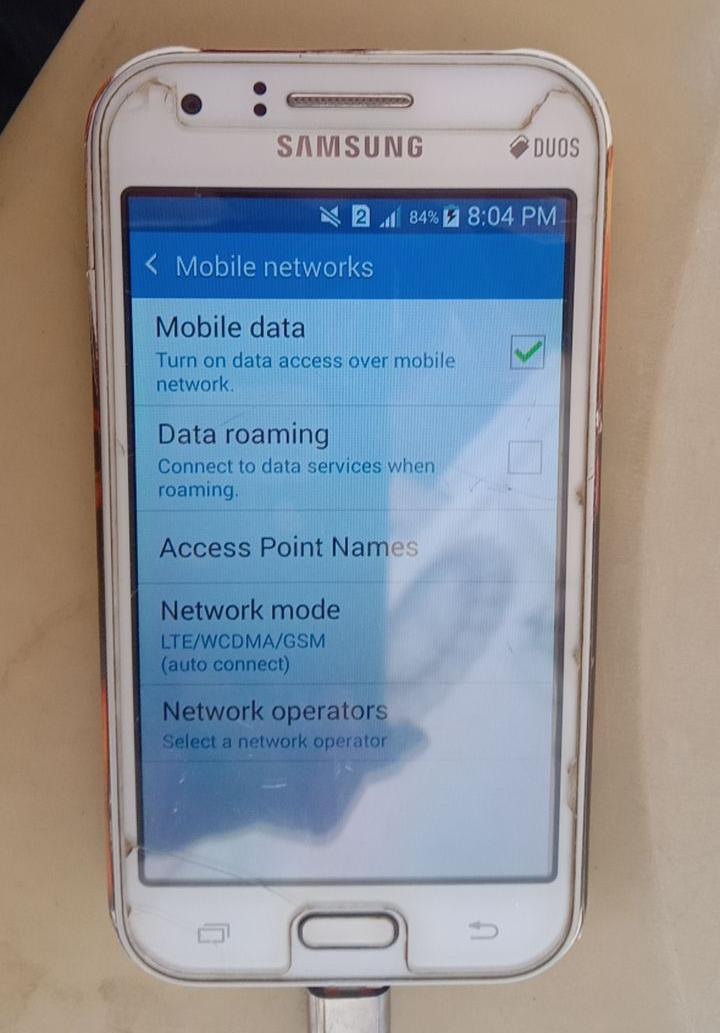 SAMSUNG
DUOS
2 84% 8:04 PM
Mobile networks
Mobile data
Turn on data access over mobile
network.
Data roaming
Connect to data services when
roaming.
Access Point Names
Network mode
LTE/WCDMA/GSM
(auto connect)
Network operators
Select a network operator